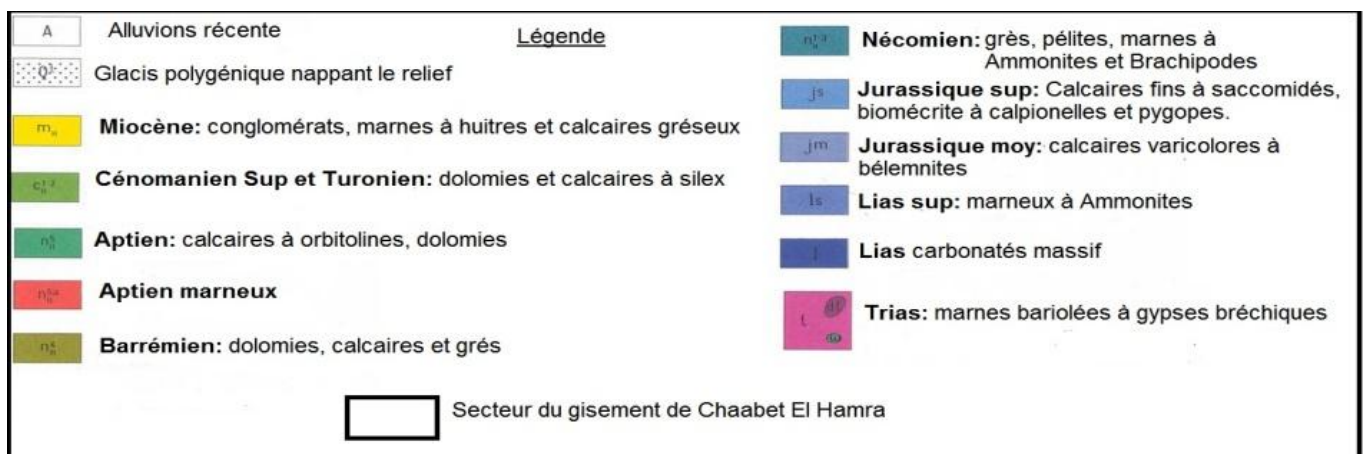 A Alluvions récente
Légende
Q³ Glacis polygénique nappant le relief
Miocène: conglomérats, marnes à huitres et calcaires gréseux
Cénomanien Sup et Turonien: dolomies et calcaires à silex
Aptien: calcaires à orbitolines, dolomies
Aptien marneux
Barrémien: dolomies, calcaires et grés
Nécomien: grès, pélites, marnes à
Ammonites et Brachipodes
js Jurassique sup: Calcaires fins à saccomidés,
biomécrite à calpionelles et pygopes.
jm Jurassique moy: calcaires varicolores à
bélemnites
ls Lias sup: marneux à Ammonites
Lias carbonatés massif
t Trias: marnes bariolées à gypses bréchiques
Secteur du gisement de Chaabet El Hamra